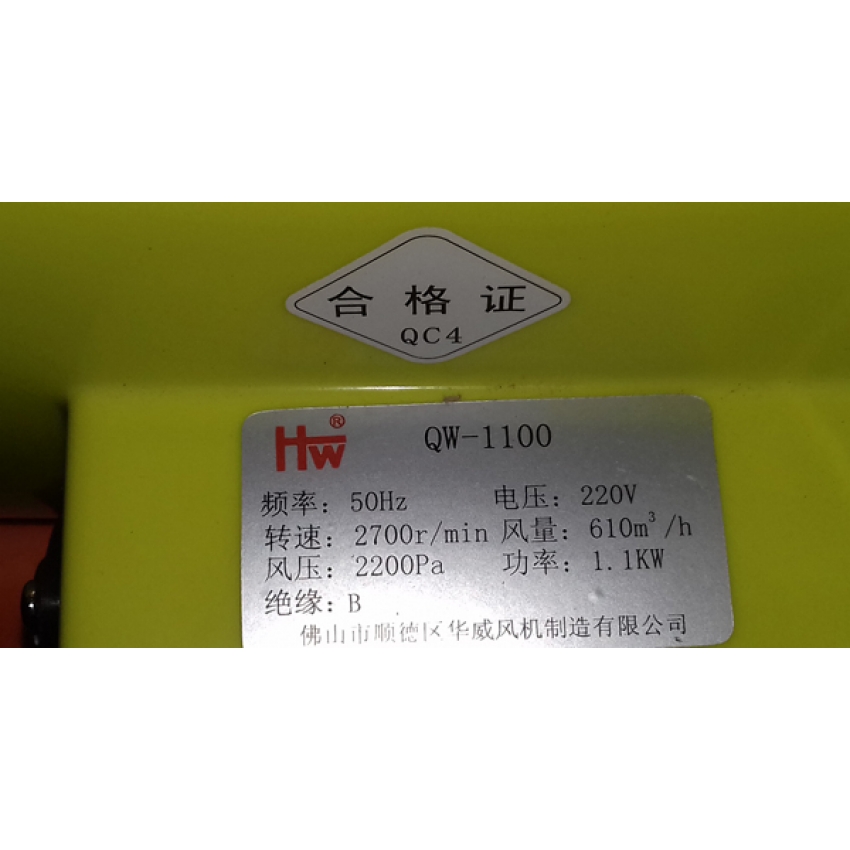 合格证
QC4
HW® QW-1100
频率：50Hz 电压：220V
转速：2700r/min 风量：610m³/h
风压：2200Pa 功率：1.1KW
绝缘：B
佛山市顺德区华威风机制造有限公司